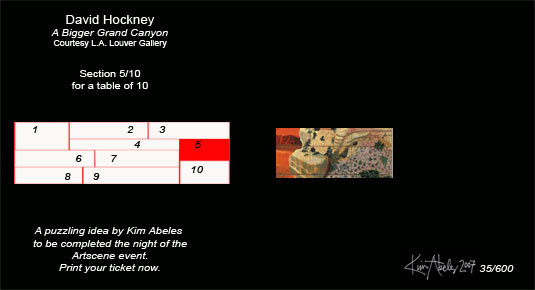 David Hockney
A Bigger Grand Canyon
Courtesy L.A. Louver Gallery
Section 5/10
for a table of 10
1 2 3
4 5
6 7
8 9 10
A puzzling idea by Kim Abeles
to be completed the night of the
Artscene event.
Print your ticket now.
Kim Abeles 2007 35/600